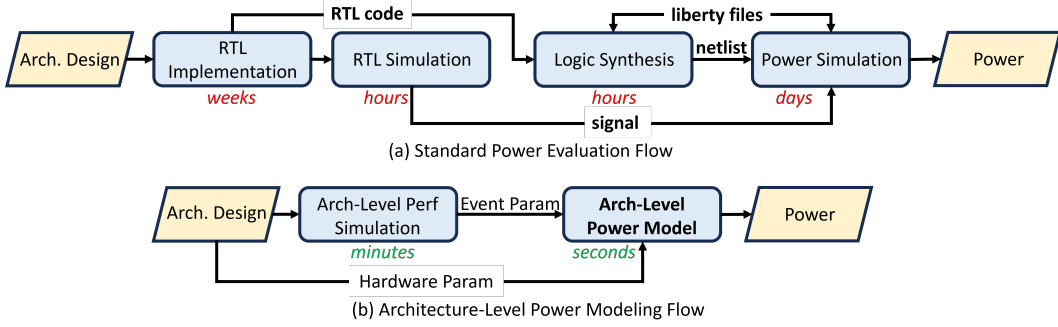 RTL code
liberty files
Arch. Design
RTL
Implementation
RTL Simulation
Logic Synthesis
netlist
Power Simulation
Power
weeks
hours
hours
days
signal
(a) Standard Power Evaluation Flow
Arch. Design
Arch-Level Perf
Simulation
Event Param
Arch-Level
Power Model
Power
minutes
seconds
Hardware Param
(b) Architecture-Level Power Modeling Flow